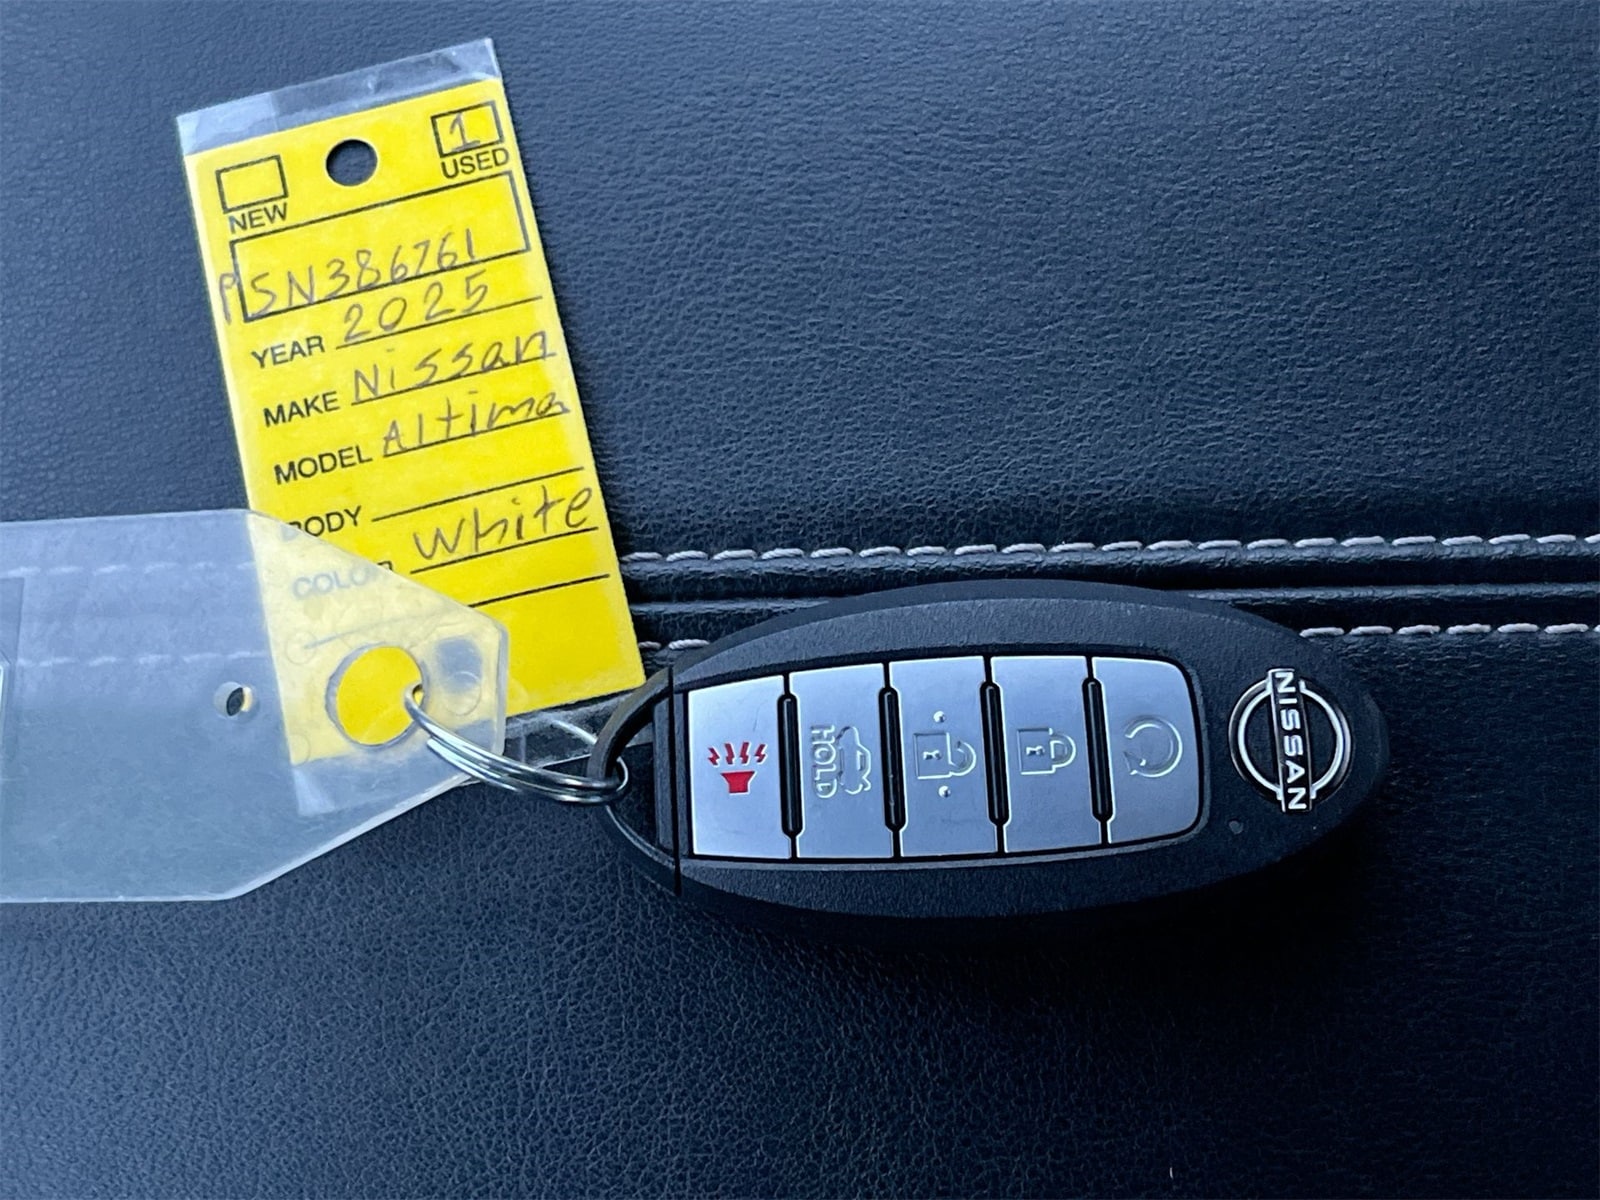 1
USED
NEW
PSN386761
YEAR 2025
MAKE Nissan
MODEL Altima
BODY
COLOR White
HOLD
NISSAN